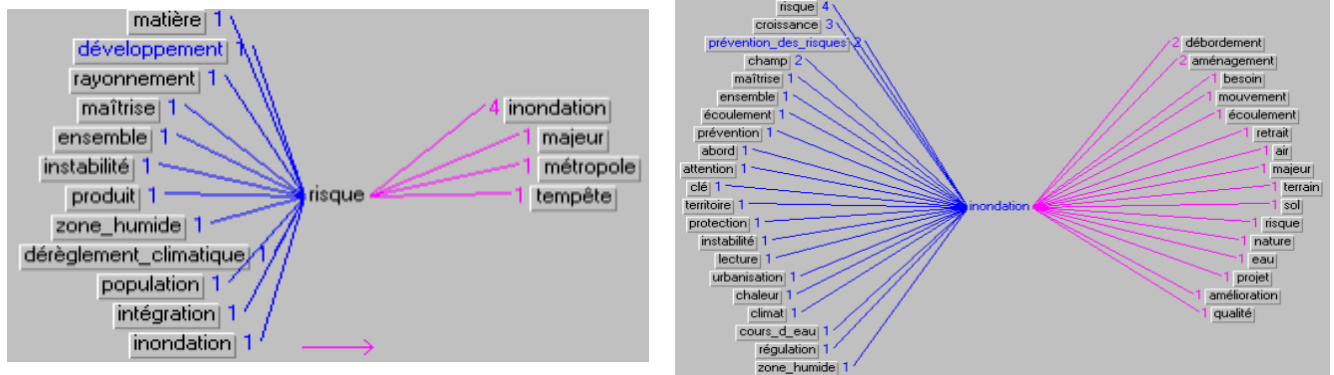 matière 1
développement 1
rayonnement 1
maîtrise 1
ensemble 1
instabilité 1
produit 1
zone_humide 1
dérèglement_climatique 1
population 1
intégration 1
inondation 1
risque
4 inondation
1 majeur
1 métropole
1 tempête
risque 4
croissance 3
prévention_des_risques 2
champ 2
maîtrise 1
ensemble 1
écoulement 1
prévention 1
abord 1
attention 1
clé 1
territoire 1
protection 1
instabilité 1
lecture 1
urbanisation 1
chaleur 1
climat 1
cours_d_eau 1
régulation 1
zone_humide 1
inondation
2 débordement
2 aménagement
1 besoin
1 mouvement
1 écoulement
1 retrait
1 air
1 majeur
1 terrain
1 sol
1 risque
1 nature
1 eau
1 projet
1 amélioration
1 qualité